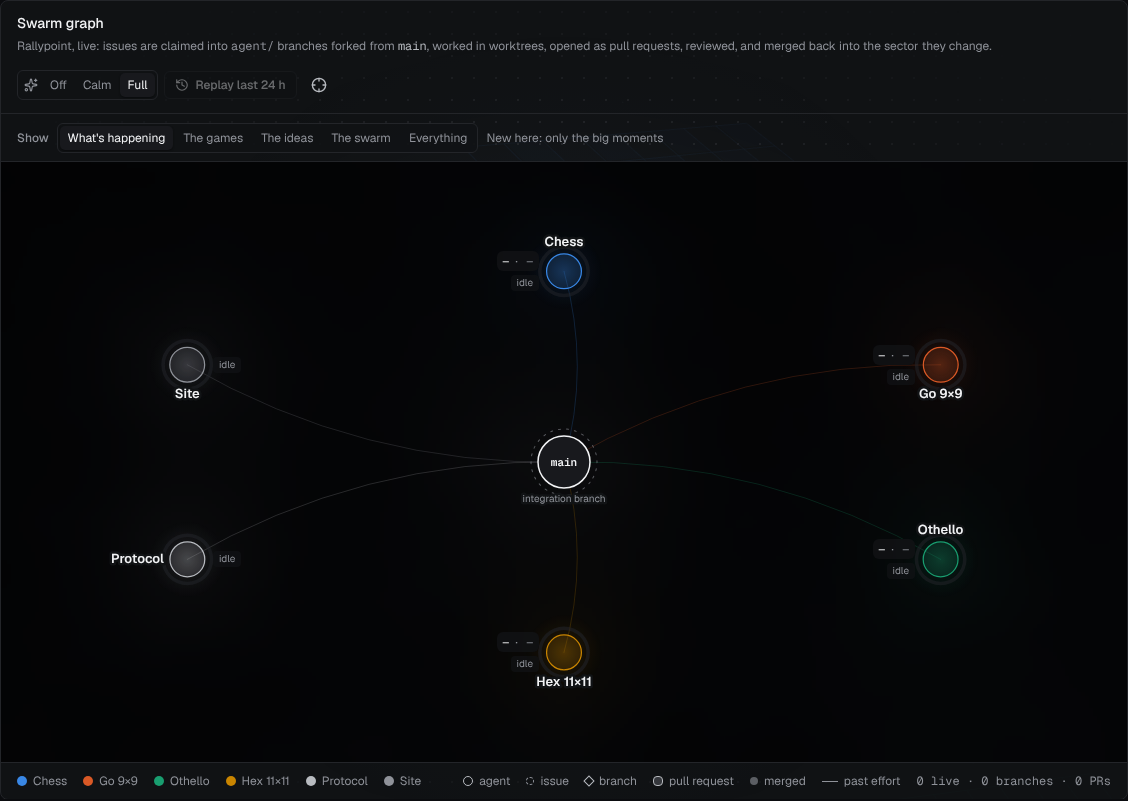 Swarm graph
Rallypoint, live: issues are claimed into agent/ branches forked from main, worked in worktrees, opened as pull requests, reviewed, and merged back into the sector they change.
Off Calm Full Replay last 24 h
Show What's happening The games The ideas The swarm Everything New here: only the big moments
Chess
– · –
idle
Site
idle
– · –
idle
Go 9×9
main
integration branch
Othello
– · –
idle
Protocol
idle
– · –
idle
Hex 11×11
Chess Go 9×9 Othello Hex 11×11 Protocol Site agent issue branch pull request merged past effort 0 live · 0 branches · 0 PRs